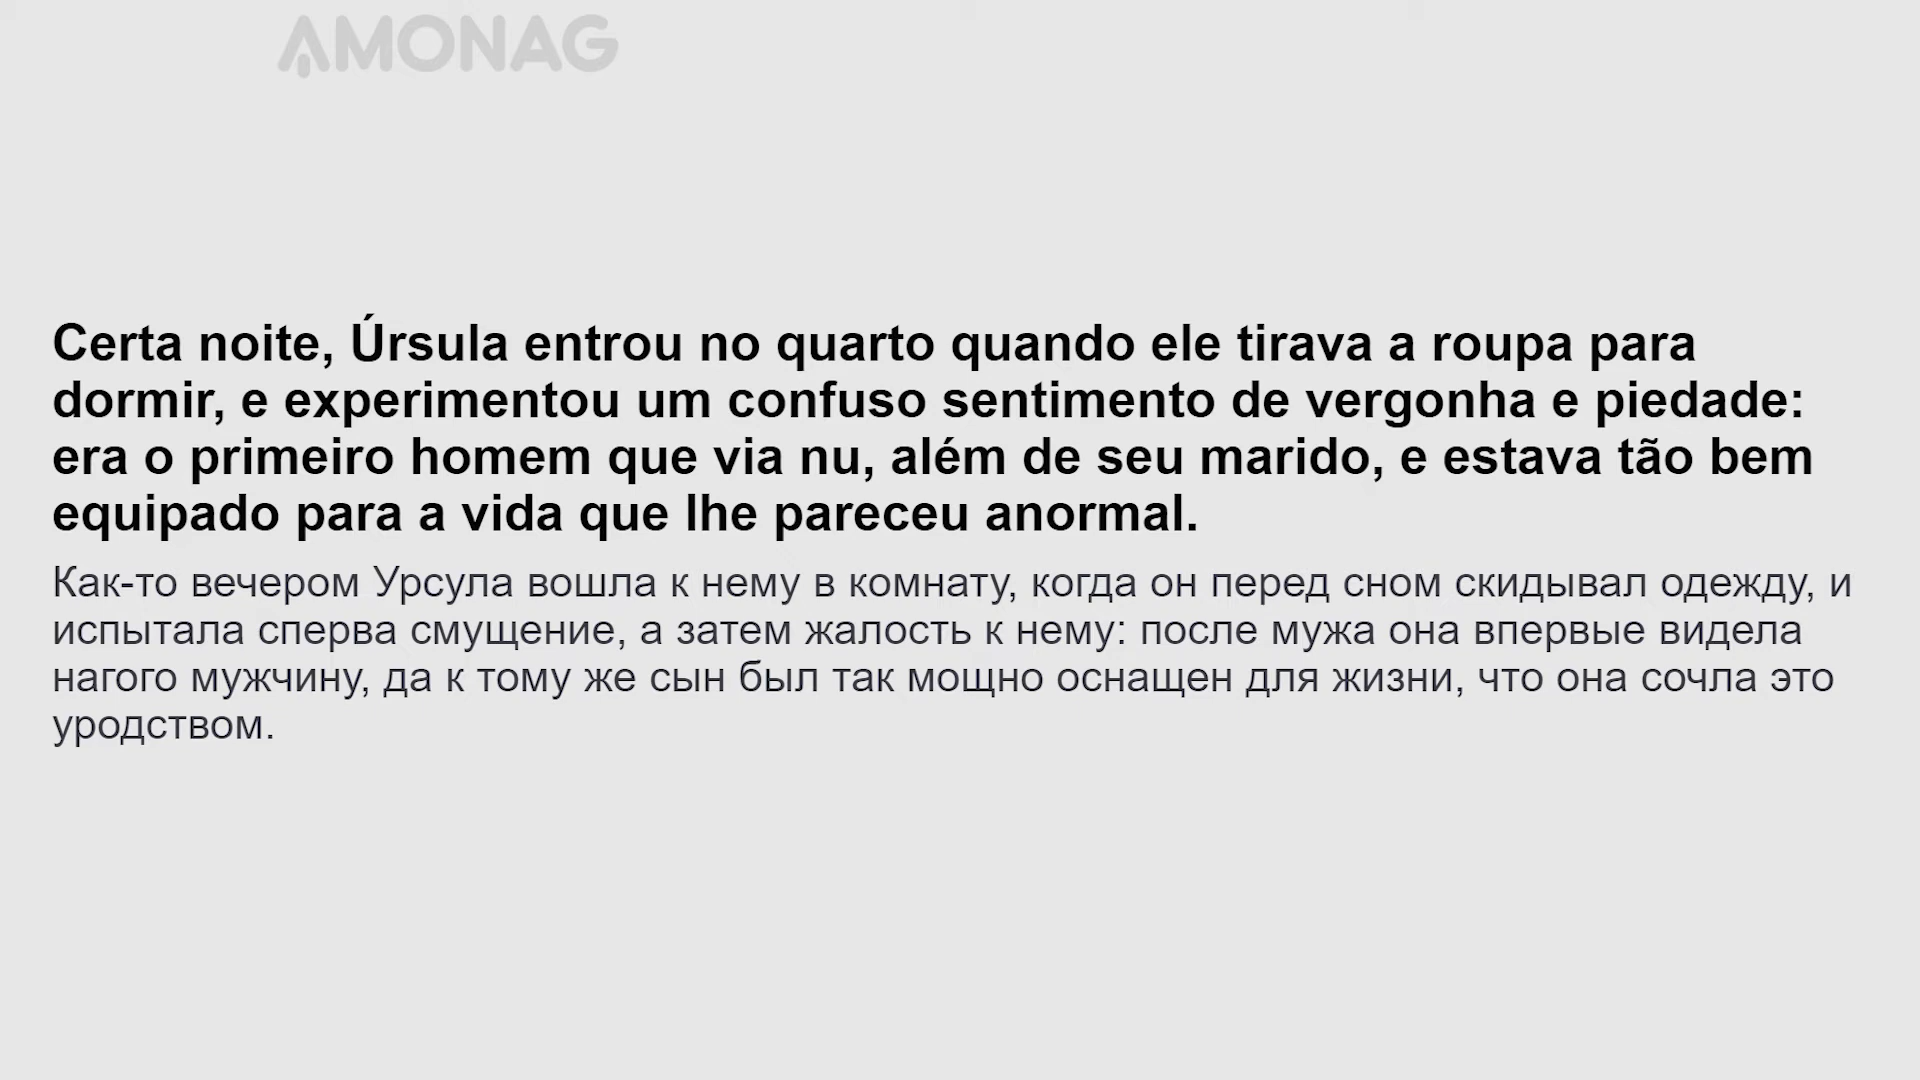 AMONAG
Certa noite, Úrsula entrou no quarto quando ele tirava a roupa para
dormir, e experimentou um confuso sentimento de vergonha e piedade:
era o primeiro homem que via nu, além de seu marido, e estava tão bem
equipado para a vida que lhe pareceu anormal.
Как-то вечером Урсула вошла к нему в комнату, когда он перед сном скидывал одежду, и
испытала сперва смущение, а затем жалость к нему: после мужа она впервые видела
нагого мужчину, да к тому же сын был так мощно оснащен для жизни, что она сочла это
уродством.